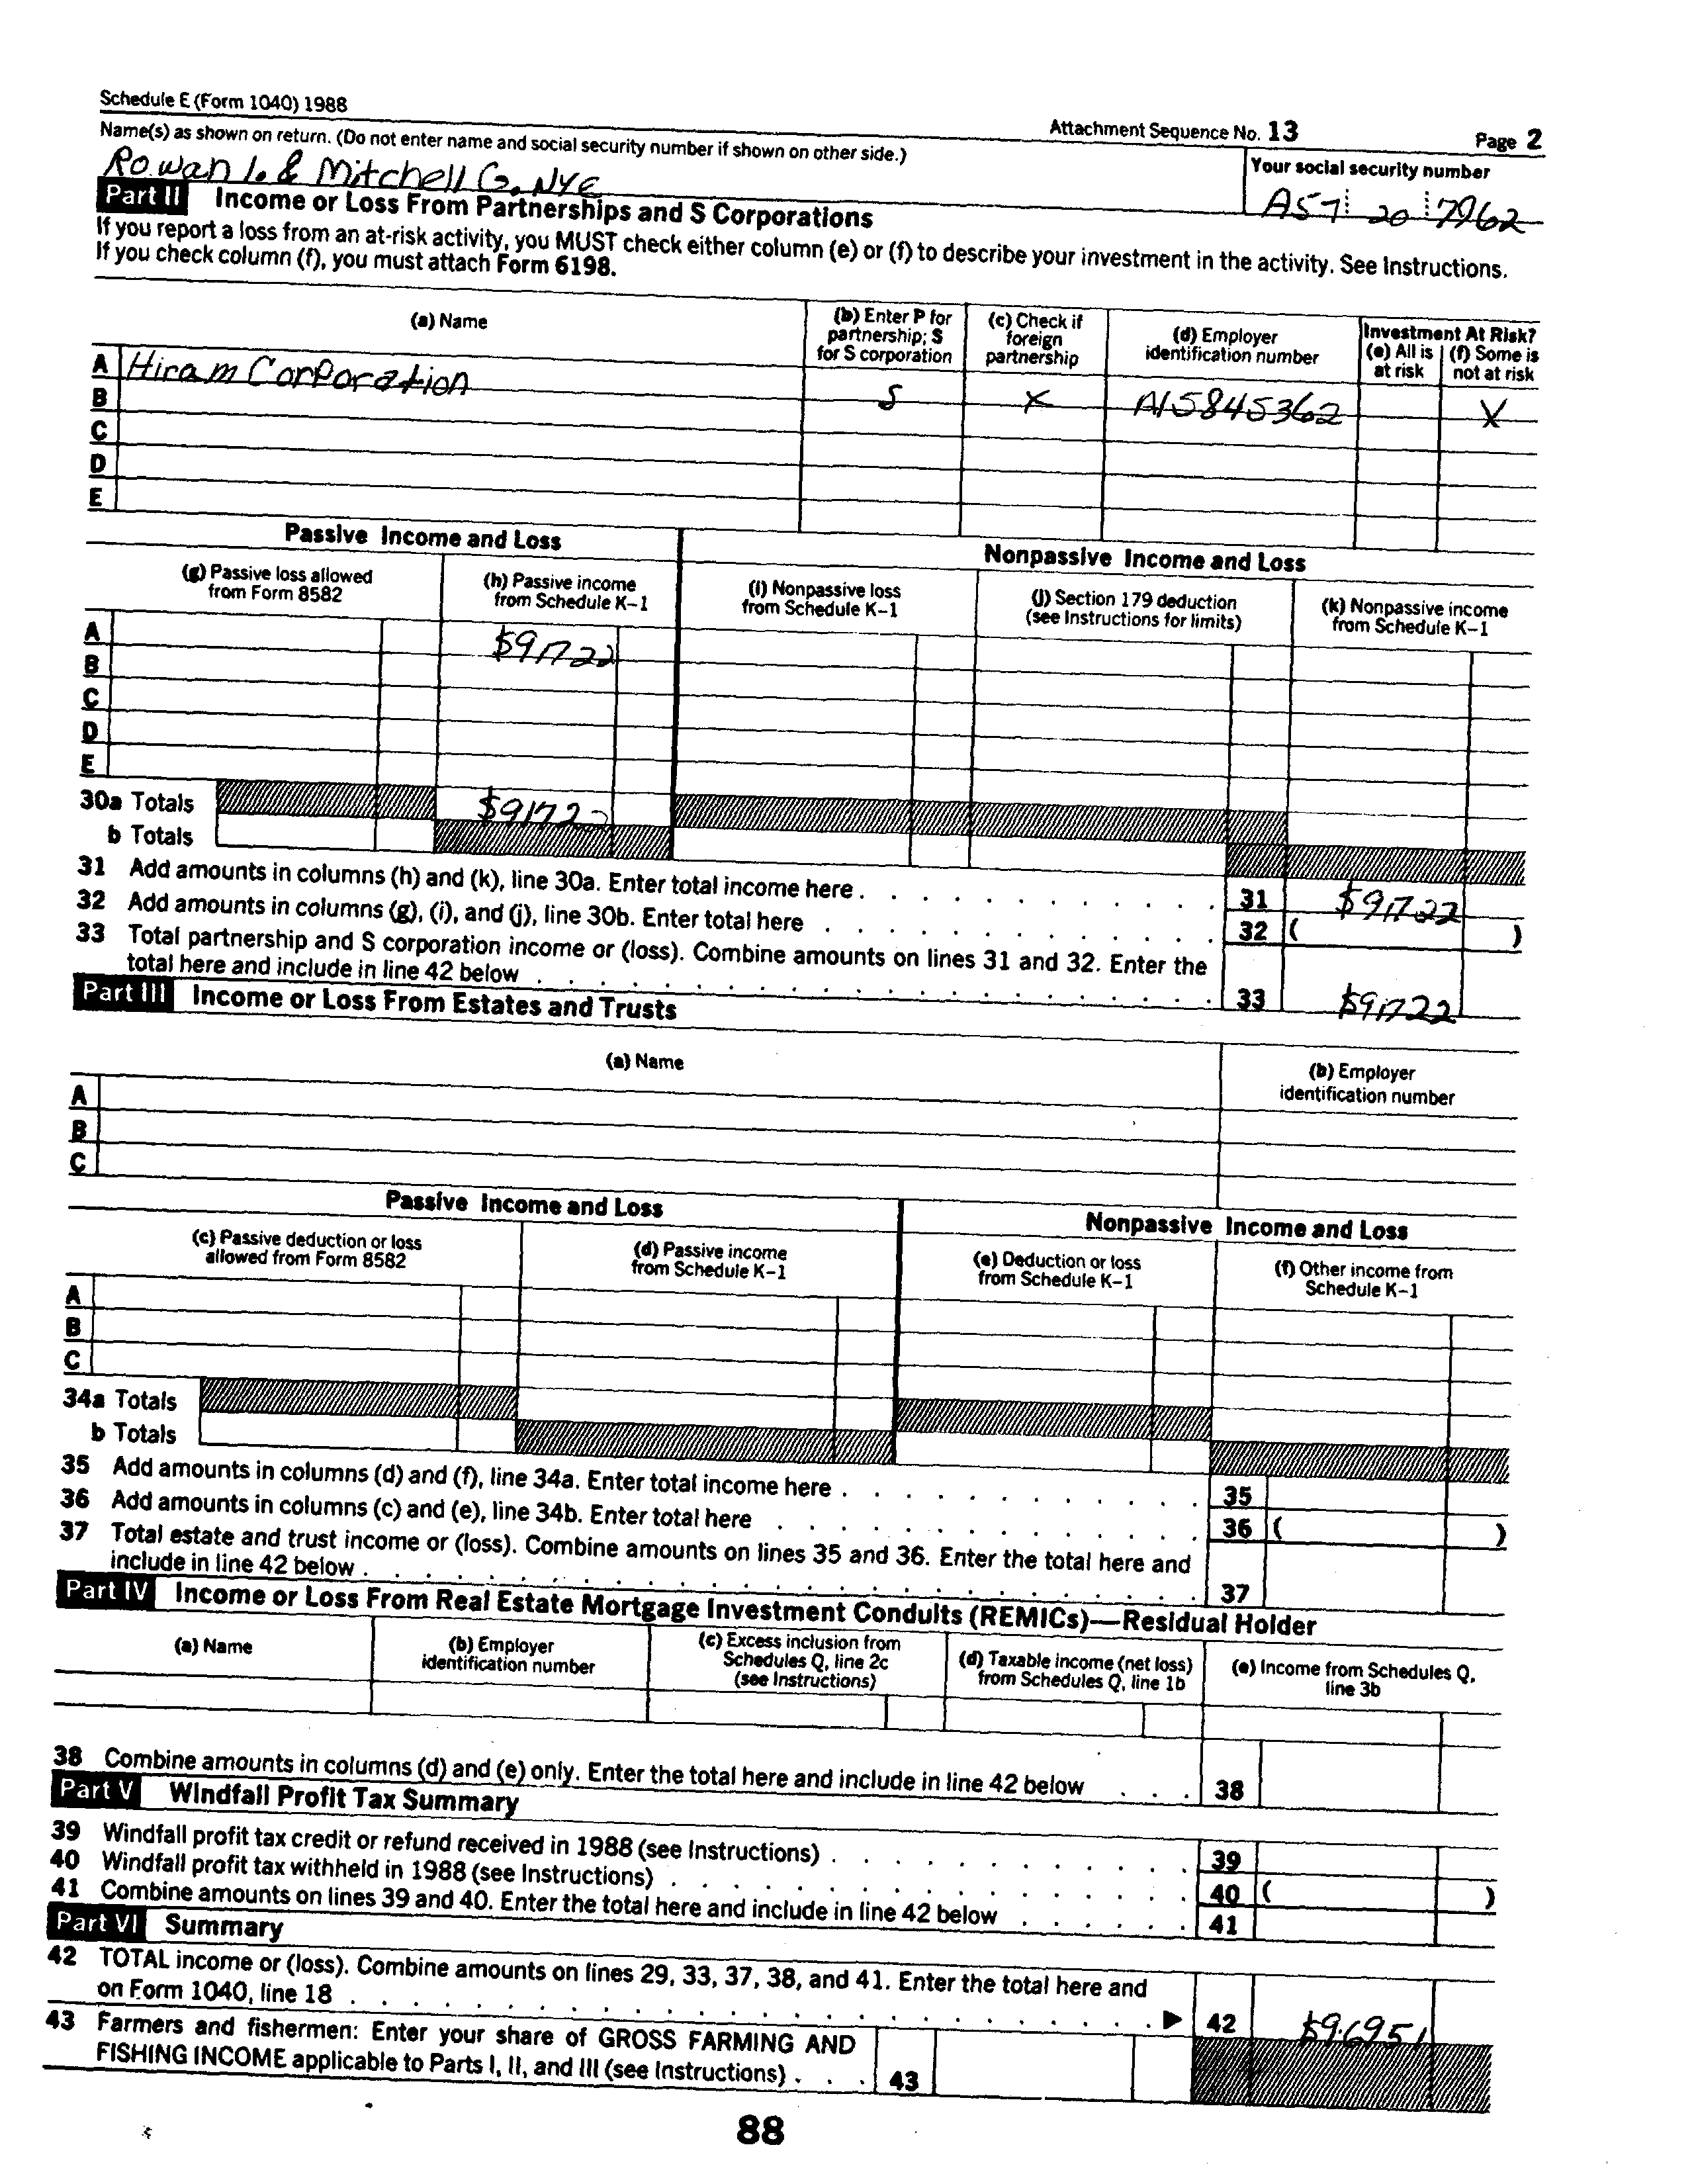 Schedule E (Form 1040) 1988
Attachment Sequence No. 13
Page 2
Name(s) as shown on return. (Do not enter name and social security number if shown on other side.)
Your social security number
Rowan I. & Mitchell G. Nye
A57 20 7962
Part II Income or Loss From Partnerships and S Corporations
If you report a loss from an at-risk activity, you MUST check either column (e) or (f) to describe your investment in the activity. See Instructions.
If you check column (f), you must attach Form 6198.
(a) Name
(b) Enter P for partnership; S for S corporation
(c) Check if foreign partnership
(d) Employer identification number
Investment At Risk?
(e) All is at risk
(f) Some is not at risk
A Hiram Corporation S X A15845362 X
B
C
D
E
Passive Income and Loss
Nonpassive Income and Loss
(g) Passive loss allowed from Form 8582
(h) Passive income from Schedule K-1
(i) Nonpassive loss from Schedule K-1
(j) Section 179 deduction (see Instructions for limits)
(k) Nonpassive income from Schedule K-1
A $91722
B
C
D
E
30a Totals $91722
b Totals
31 Add amounts in columns (h) and (k), line 30a. Enter total income here . . . . . . . . . . . . 31 $91722
32 Add amounts in columns (g), (i), and (j), line 30b. Enter total here . . . . . . . . . . . . . 32 ( )
33 Total partnership and S corporation income or (loss). Combine amounts on lines 31 and 32. Enter the
total here and include in line 42 below . . . . . . . . . . . . . . . . . . . . . . 33 $91722
Part III Income or Loss From Estates and Trusts
(a) Name
(b) Employer identification number
A
B
C
Passive Income and Loss
Nonpassive Income and Loss
(c) Passive deduction or loss allowed from Form 8582
(d) Passive income from Schedule K-1
(e) Deduction or loss from Schedule K-1
(f) Other income from Schedule K-1
A
B
C
34a Totals
b Totals
35 Add amounts in columns (d) and (f), line 34a. Enter total income here . . . . . . . . . . . . 35
36 Add amounts in columns (c) and (e), line 34b. Enter total here . . . . . . . . . . . . . . 36 ( )
37 Total estate and trust income or (loss). Combine amounts on lines 35 and 36. Enter the total here and
include in line 42 below . . . . . . . . . . . . . . . . . . . . . . . . . . 37
Part IV Income or Loss From Real Estate Mortgage Investment Conduits (REMICs)—Residual Holder
(a) Name
(b) Employer identification number
(c) Excess inclusion from Schedules Q, line 2c (see Instructions)
(d) Taxable income (net loss) from Schedules Q, line 1b
(e) Income from Schedules Q, line 3b
38 Combine amounts in columns (d) and (e) only. Enter the total here and include in line 42 below . . . 38
Part V Windfall Profit Tax Summary
39 Windfall profit tax credit or refund received in 1988 (see Instructions) . . . . . . . . . . . . 39
40 Windfall profit tax withheld in 1988 (see Instructions) . . . . . . . . . . . . . . . . . 40 ( )
41 Combine amounts on lines 39 and 40. Enter the total here and include in line 42 below . . . . . . 41
Part VI Summary
42 TOTAL income or (loss). Combine amounts on lines 29, 33, 37, 38, and 41. Enter the total here and
on Form 1040, line 18 . . . . . . . . . . . . . . . . . . . . . . . . . ▶ 42 $96951
43 Farmers and fishermen: Enter your share of GROSS FARMING AND
FISHING INCOME applicable to Parts I, II, and III (see Instructions) . . . 43
88